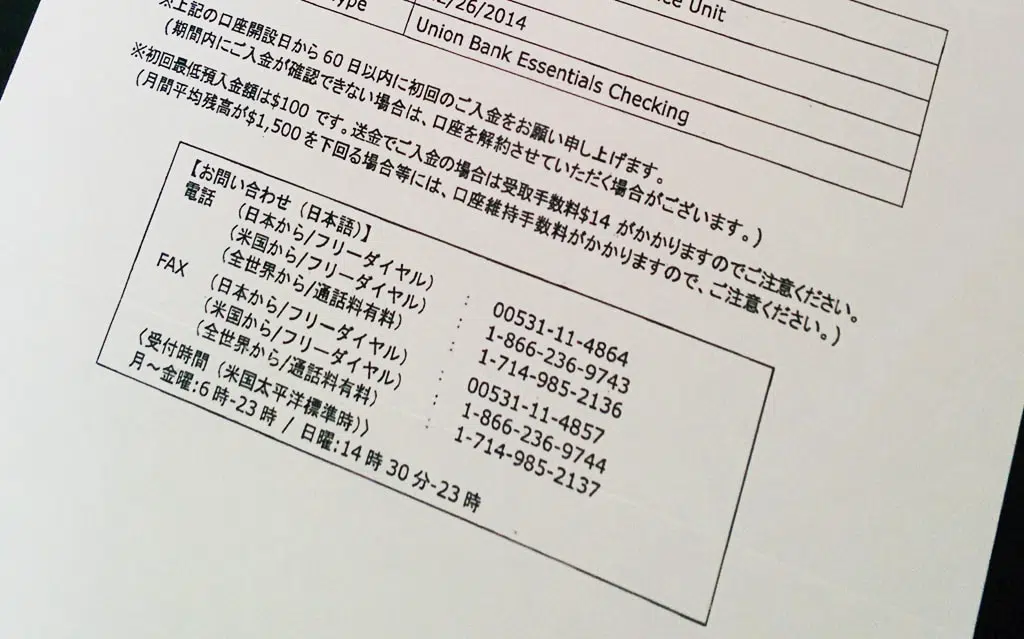 Unit
/26/2014
ype
Union Bank Essentials Checking
※上記の口座開設日から 60 日以内に初回のご入金をお願い申し上げます。
(期間内にご入金が確認できない場合は、口座を解約させていただく場合がございます。)
※初回最低預入金額は$100 です。送金でご入金の場合は受取手数料$14 がかかりますのでご注意ください。
(月間平均残高が$1,500 を下回る場合等には、口座維持手数料がかかりますので、ご注意ください。)
【お問い合わせ（日本語）】
電話 (日本から/フリーダイヤル) : 00531-11-4864
(米国から/フリーダイヤル) : 1-866-236-9743
(全世界から/通話料有料) : 1-714-985-2136
FAX (日本から/フリーダイヤル) : 00531-11-4857
(米国から/フリーダイヤル) : 1-866-236-9744
(全世界から/通話料有料) : 1-714-985-2137
〈受付時間（米国太平洋標準時)〉
月～金曜:6 時-23 時 / 日曜:14 時 30 分-23 時